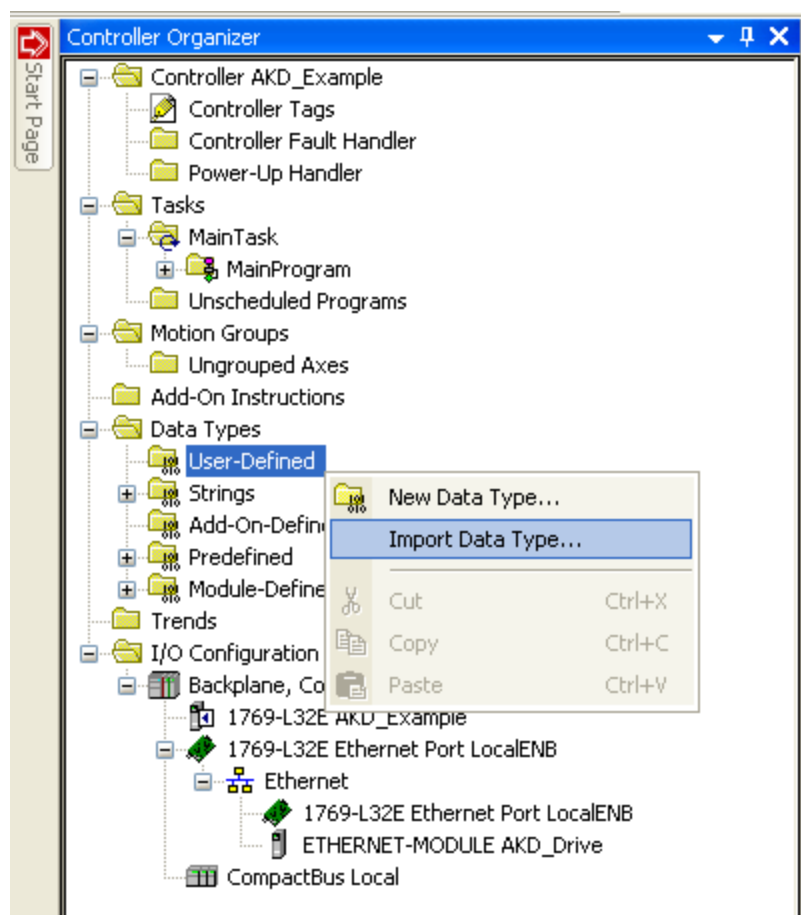 Start Page
Controller Organizer
Controller AKD_Example
Controller Tags
Controller Fault Handler
Power-Up Handler
Tasks
MainTask
MainProgram
Unscheduled Programs
Motion Groups
Ungrouped Axes
Add-On Instructions
Data Types
User-Defined
Strings
New Data Type...
Add-On-Defin
Import Data Type...
Predefined
Module-Define
Cut Ctrl+X
Trends
Copy Ctrl+C
I/O Configuration
Backplane, Co
Paste Ctrl+V
1769-L32E AKD_Example
1769-L32E Ethernet Port LocalENB
Ethernet
1769-L32E Ethernet Port LocalENB
ETHERNET-MODULE AKD_Drive
CompactBus Local